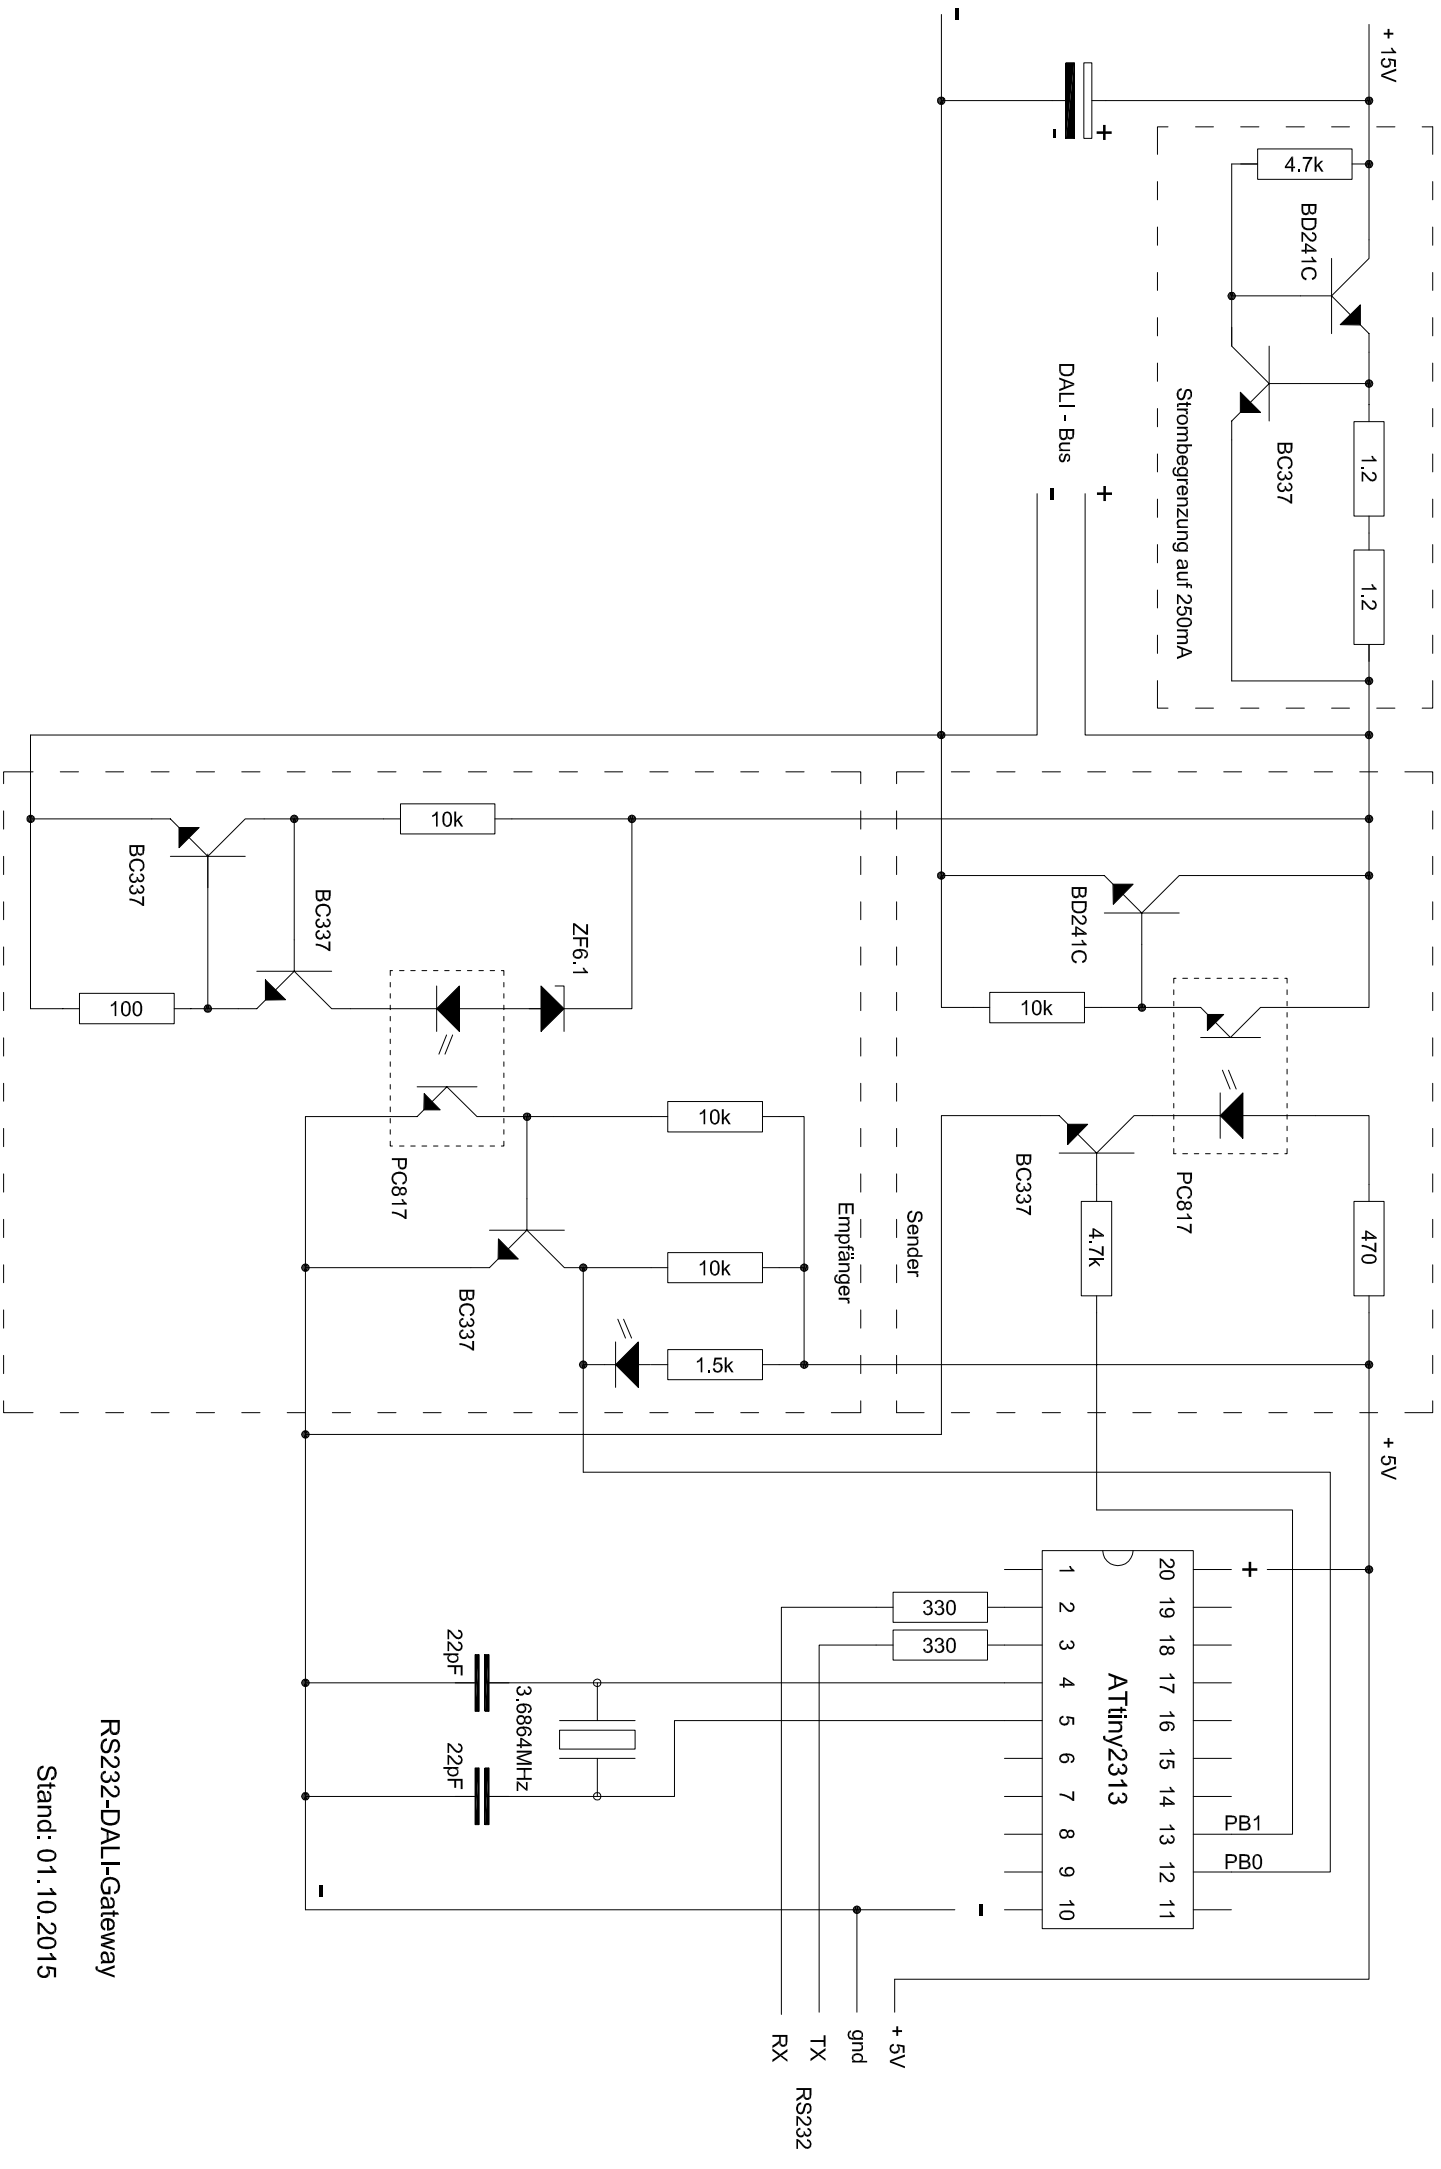 + 15V
-
+
-
4.7k
BD241C
BC337
1.2
1.2
Strombegrenzung auf 250mA
DALI - Bus
+
-
BD241C
10k
PC817
470
BC337
4.7k
Sender
Empfänger
10k
BC337
BC337
100
ZF6.1
PC817
10k
10k
1.5k
BC337
+ 5V
+
20 19 18 17 16 15 14 13 12 11
PB1
PB0
ATtiny2313
1 2 3 4 5 6 7 8 9 10
-
330
330
3.6864MHz
22pF
22pF
-
+ 5V
gnd
TX
RX
RS232
RS232-DALI-Gateway
Stand: 01.10.2015